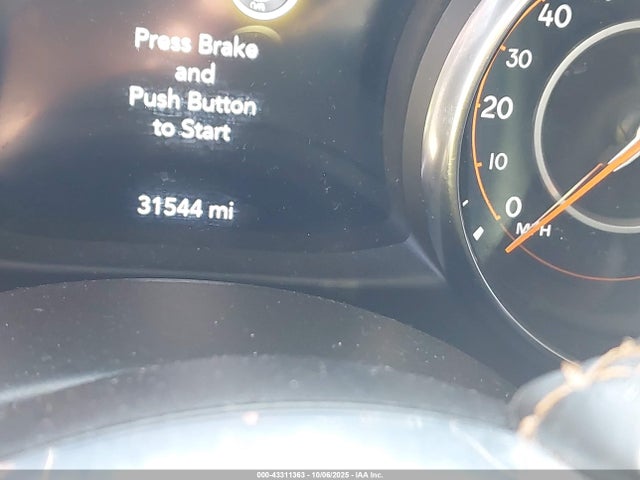 Press Brake
and
Push Button
to Start
31544 mi
40
30
20
10
0
MPH
000-43311363 - 10/06/2025 - IAA Inc.